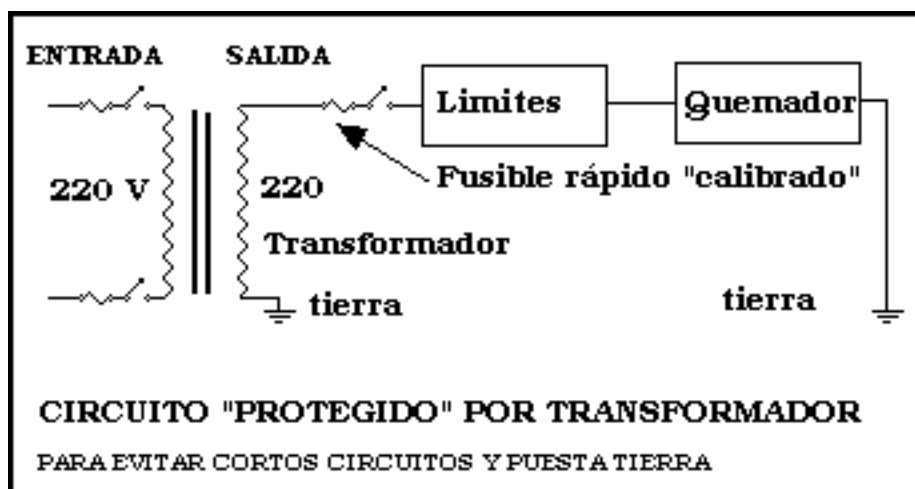 ENTRADA SALIDA
Limites
Quemador
220 V
220
Fusible rápido "calibrado"
Transformador
tierra
tierra
CIRCUITO "PROTEGIDO" POR TRANSFORMADOR
PARA EVITAR CORTOS CIRCUITOS Y PUESTA TIERRA